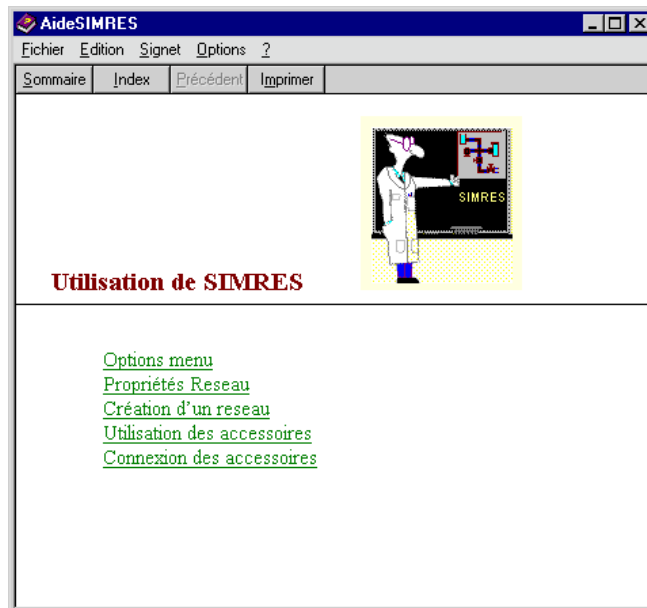 AideSIMRES
Fichier Edition Signet Options ?
Sommaire Index Précédent Imprimer
SIMRES
Utilisation de SIMRES
Options menu
Propriétés Reseau
Création d'un reseau
Utilisation des accessoires
Connexion des accessoires